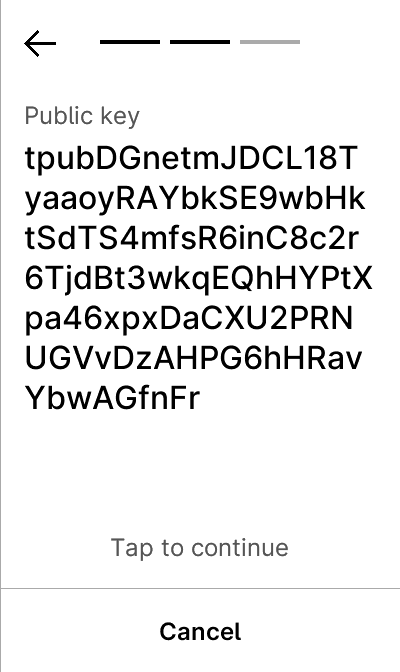 Public key
tpubDGnetmJDCL18T
yaaoyRAYbkSE9wbHk
tSdTS4mfsR6inC8c2r
6TjdBt3wkqEQhHYPtX
pa46xpxDaCXU2PRN
UGVvDzAHPG6hHRav
YbwAGfnFr
Tap to continue
Cancel